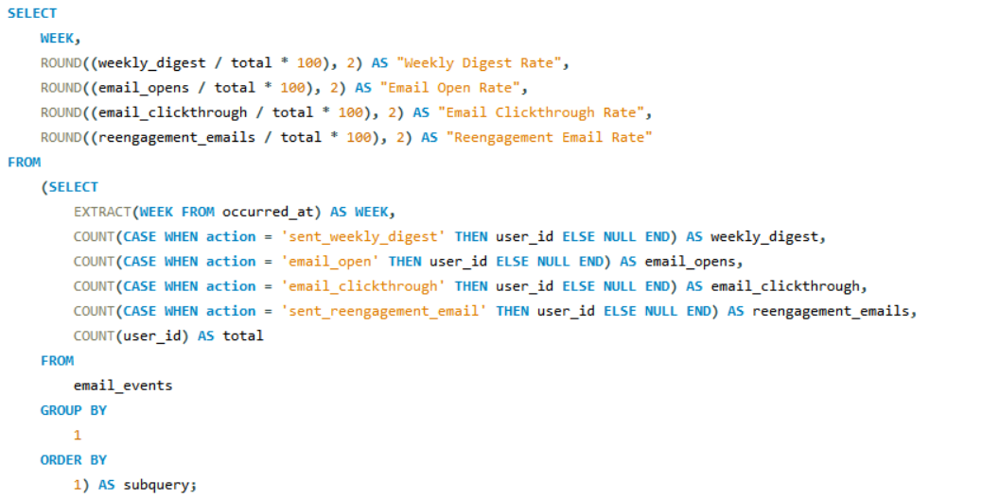 SELECT
WEEK,
ROUND((weekly_digest / total * 100), 2) AS "Weekly Digest Rate",
ROUND((email_opens / total * 100), 2) AS "Email Open Rate",
ROUND((email_clickthrough / total * 100), 2) AS "Email Clickthrough Rate",
ROUND((reengagement_emails / total * 100), 2) AS "Reengagement Email Rate"
FROM
(SELECT
EXTRACT(WEEK FROM occurred_at) AS WEEK,
COUNT(CASE WHEN action = 'sent_weekly_digest' THEN user_id ELSE NULL END) AS weekly_digest,
COUNT(CASE WHEN action = 'email_open' THEN user_id ELSE NULL END) AS email_opens,
COUNT(CASE WHEN action = 'email_clickthrough' THEN user_id ELSE NULL END) AS email_clickthrough,
COUNT(CASE WHEN action = 'sent_reengagement_email' THEN user_id ELSE NULL END) AS reengagement_emails,
COUNT(user_id) AS total
FROM
email_events
GROUP BY
1
ORDER BY
1) AS subquery;